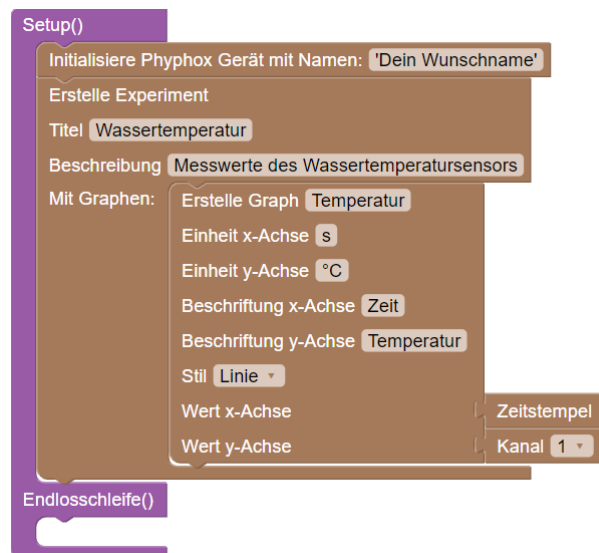 Setup()
Initialisiere Phyphox Gerät mit Namen: 'Dein Wunschname'
Erstelle Experiment
Titel Wassertemperatur
Beschreibung Messwerte des Wassertemperatursensors
Mit Graphen: Erstelle Graph Temperatur
Einheit x-Achse s
Einheit y-Achse °C
Beschriftung x-Achse Zeit
Beschriftung y-Achse Temperatur
Stil Linie
Wert x-Achse Zeitstempel
Wert y-Achse Kanal 1
Endlosschleife()